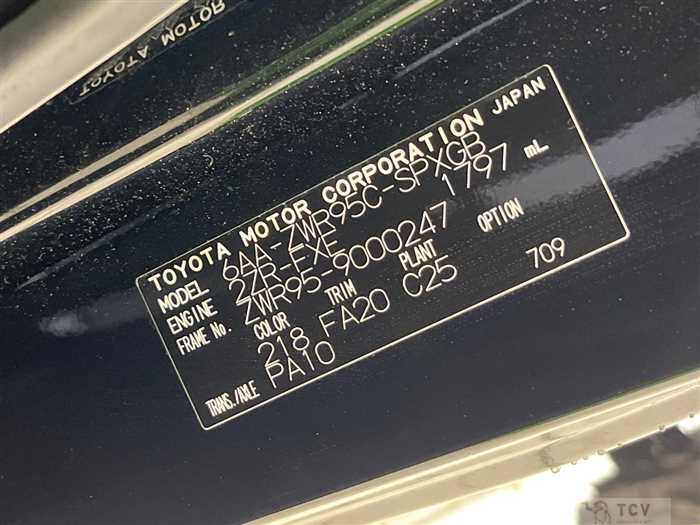 TOYOTA MOTOR
TOYOTA MOTOR CORPORATION JAPAN
MODEL 6AA-ZWR95C-SPXGB
ENGINE 2ZR-FXE 1797 mL
FRAME No. ZWR95-9000247
COLOR TRIM PLANT OPTION
218 FA20 C25 709
TRANS./AXLE PA10
TCV